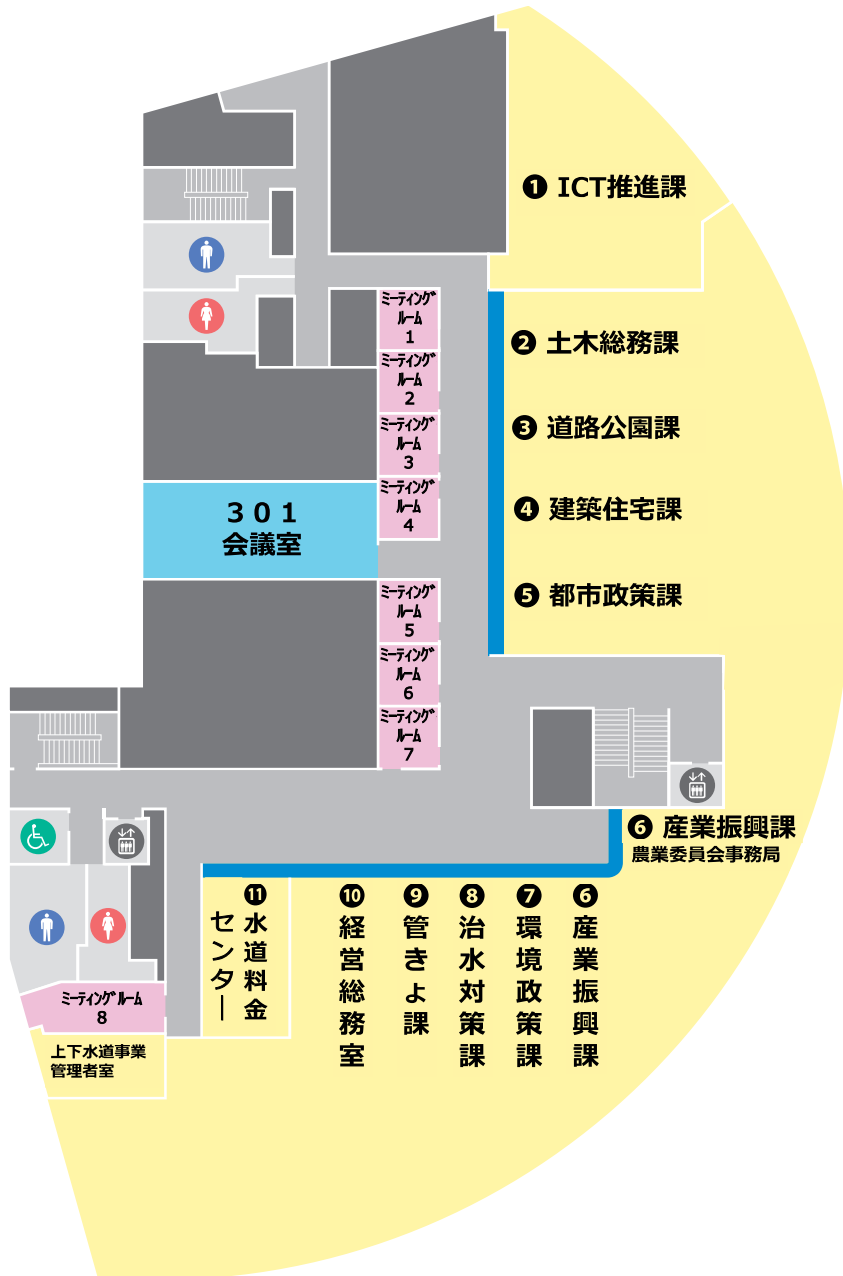 ❶ ICT推進課
ﾐｰﾃｨﾝｸﾞ
ﾙｰﾑ
1
ﾐｰﾃｨﾝｸﾞ
ﾙｰﾑ
2
ﾐｰﾃｨﾝｸﾞ
ﾙｰﾑ
3
ﾐｰﾃｨﾝｸﾞ
ﾙｰﾑ
4
❷ 土木総務課
❸ 道路公園課
❹ 建築住宅課
❺ 都市政策課
３０１
会議室
ﾐｰﾃｨﾝｸﾞ
ﾙｰﾑ
5
ﾐｰﾃｨﾝｸﾞ
ﾙｰﾑ
6
ﾐｰﾃｨﾝｸﾞ
ﾙｰﾑ
7
❻ 産業振興課
農業委員会事務局
❻産業振興課
❼環境政策課
❽治水対策課
❾管きょ課
❿経営総務室
⓫水道料金
センター
ﾐｰﾃｨﾝｸﾞﾙｰﾑ
8
上下水道事業
管理者室